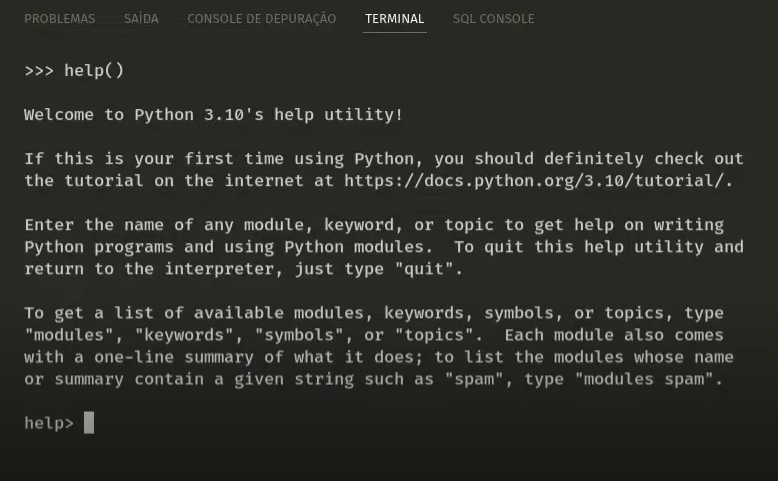 PROBLEMAS SAÍDA CONSOLE DE DEPURAÇÃO TERMINAL SQL CONSOLE
>>> help()
Welcome to Python 3.10's help utility!
If this is your first time using Python, you should definitely check out
the tutorial on the internet at https://docs.python.org/3.10/tutorial/.
Enter the name of any module, keyword, or topic to get help on writing
Python programs and using Python modules.  To quit this help utility and
return to the interpreter, just type "quit".
To get a list of available modules, keywords, symbols, or topics, type
"modules", "keywords", "symbols", or "topics".  Each module also comes
with a one-line summary of what it does; to list the modules whose name
or summary contain a given string such as "spam", type "modules spam".
help>